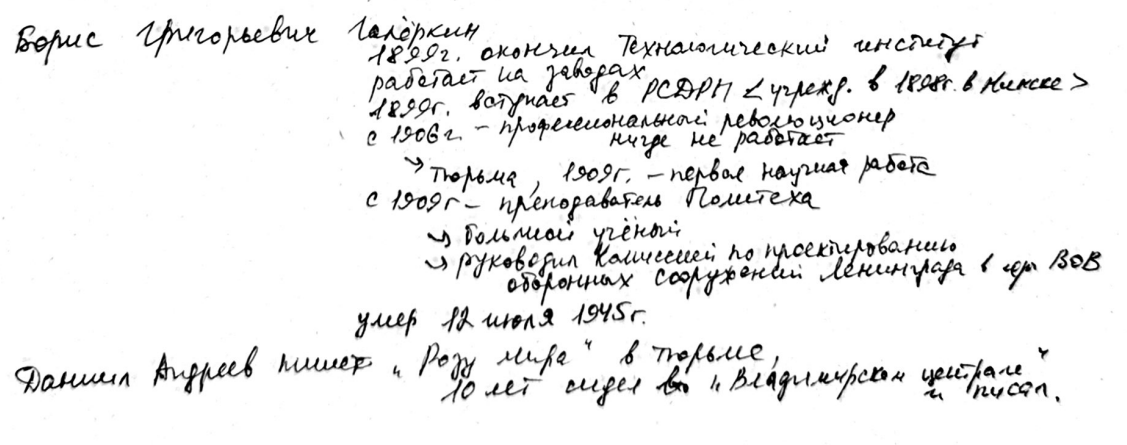 Борис Григорьевич Галёркин
1899г. окончил Технологический институт
работает на заводах
1899г. вступает в РСДРП <учрежд. в 1898г. в Минске>
с 1906г. – профессиональный революционер
нигде не работает
↳ тюрьма, 1909г. – первая научная работа
с 1909г – преподаватель Политеха
↳ большой учёный
↳ руководил комиссией по проектированию
оборонных сооружений Ленинграда в годы ВОВ
умер 12 июля 1945г.
Даниил Андреев пишет „Розу мира“ в тюрьме,
10 лет сидел во „Владимирском централе“
и писал.